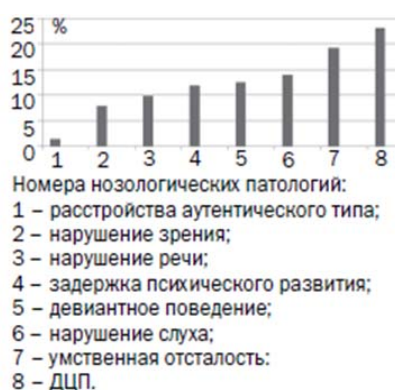 25 %
20
15
10
5
0
1 2 3 4 5 6 7 8
Номера нозологических патологий:
1 – расстройства аутентического типа;
2 – нарушение зрения;
3 – нарушение речи;
4 – задержка психического развития;
5 – девиантное поведение;
6 – нарушение слуха;
7 – умственная отсталость:
8 – ДЦП.